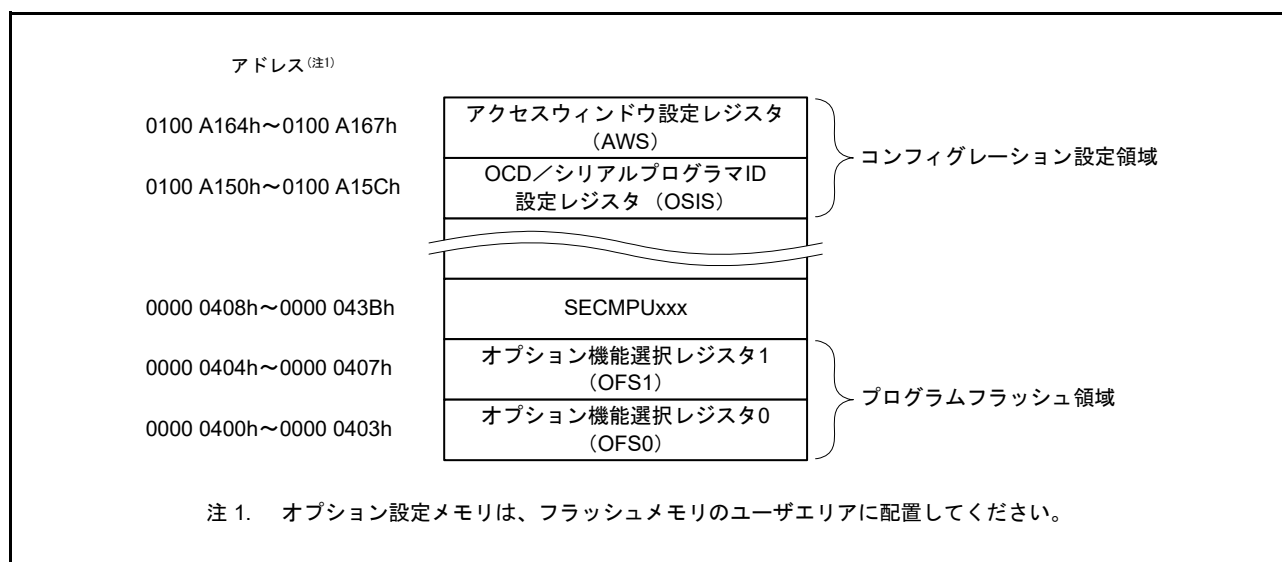 アドレス(注1)
0100 A164h～0100 A167h
アクセスウィンドウ設定レジスタ
（AWS）
コンフィグレーション設定領域
0100 A150h～0100 A15Ch
OCD／シリアルプログラマID
設定レジスタ（OSIS）
0000 0408h～0000 043Bh
SECMPUxxx
0000 0404h～0000 0407h
オプション機能選択レジスタ1
（OFS1）
プログラムフラッシュ領域
0000 0400h～0000 0403h
オプション機能選択レジスタ0
（OFS0）
注 1. オプション設定メモリは、フラッシュメモリのユーザエリアに配置してください。